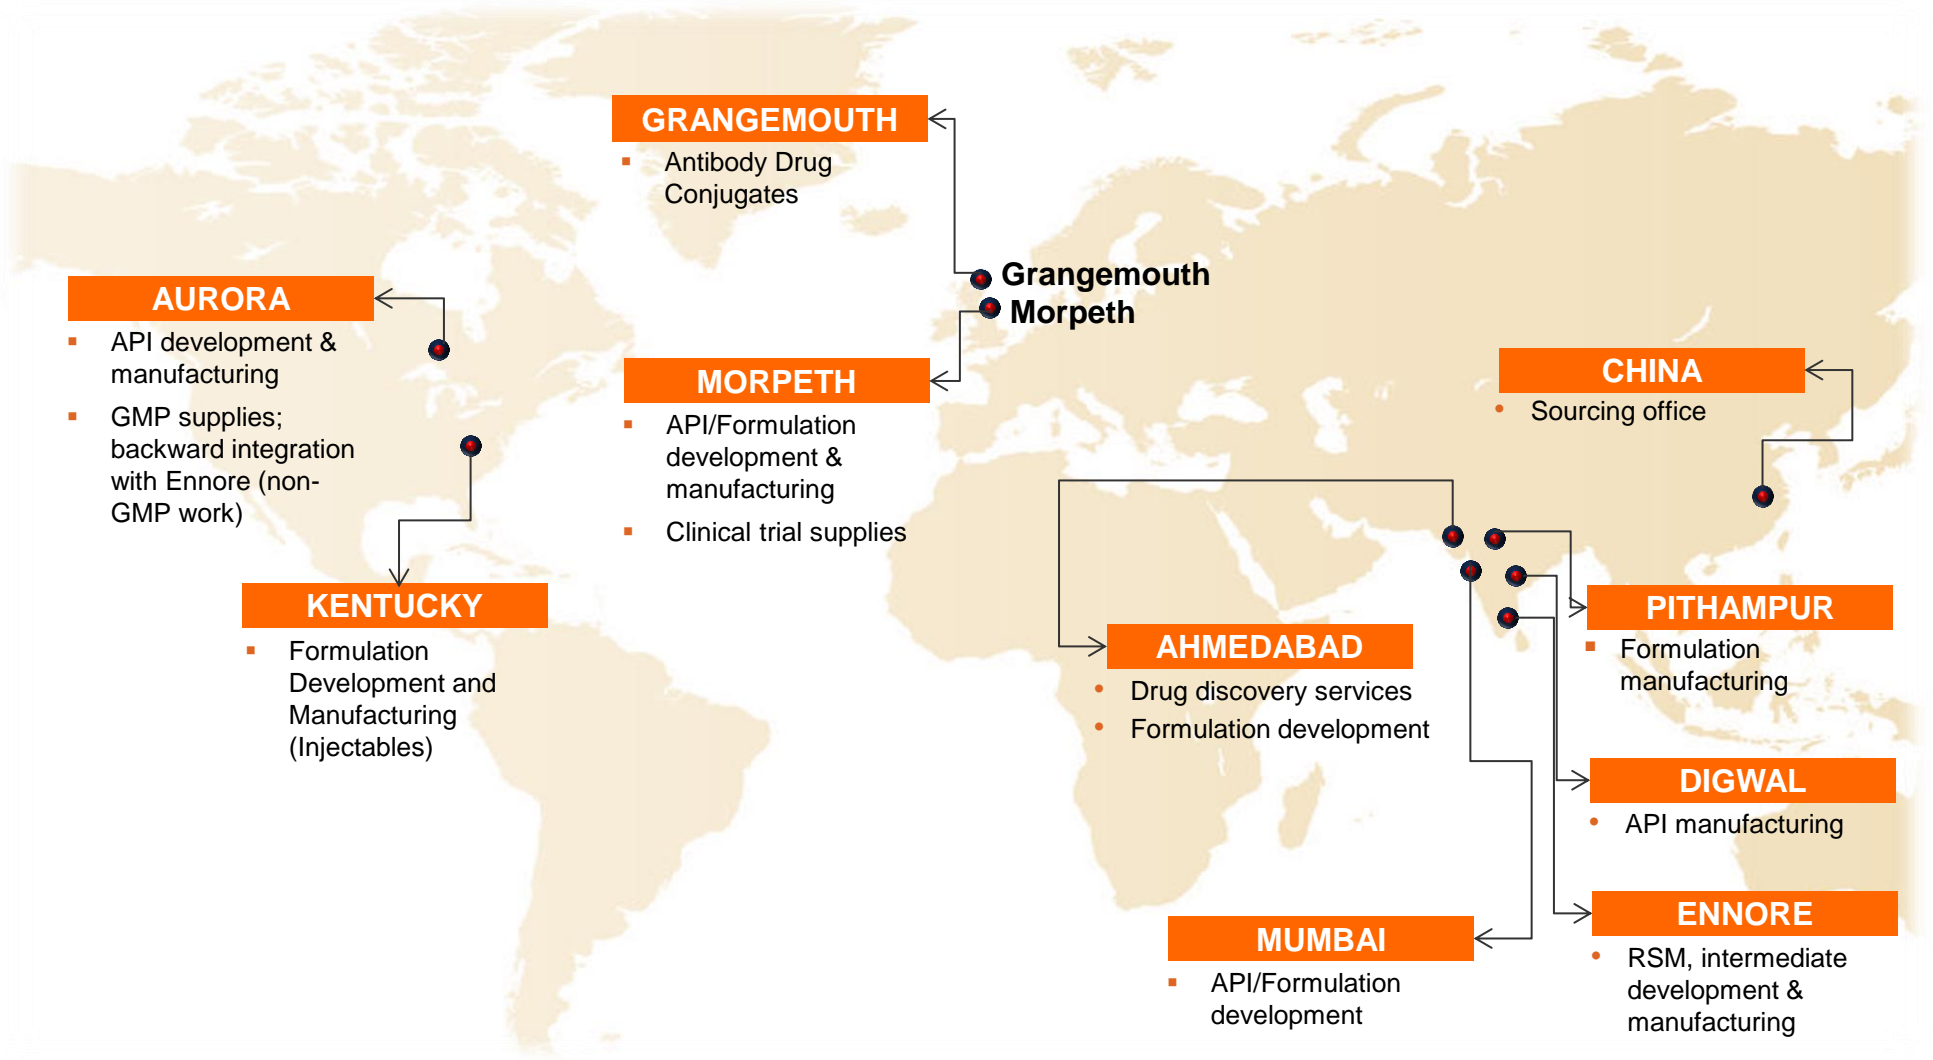 GRANGEMOUTH
Antibody Drug
Conjugates
Grangemouth
Morpeth
AURORA
API development &
manufacturing
GMP supplies;
backward integration
with Ennore (non-
GMP work)
MORPETH
API/Formulation
development &
manufacturing
Clinical trial supplies
CHINA
Sourcing office
KENTUCKY
Formulation
Development and
Manufacturing
(Injectables)
AHMEDABAD
Drug discovery services
Formulation development
PITHAMPUR
Formulation
manufacturing
DIGWAL
API manufacturing
MUMBAI
API/Formulation
development
ENNORE
RSM, intermediate
development &
manufacturing